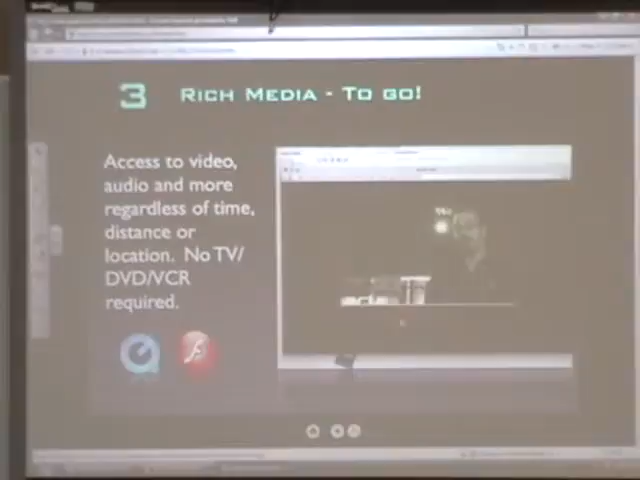 3 Rich Media - To go!
Access to video,
audio and more
regardless of time,
distance or
location. No TV/
DVD/VCR
required.